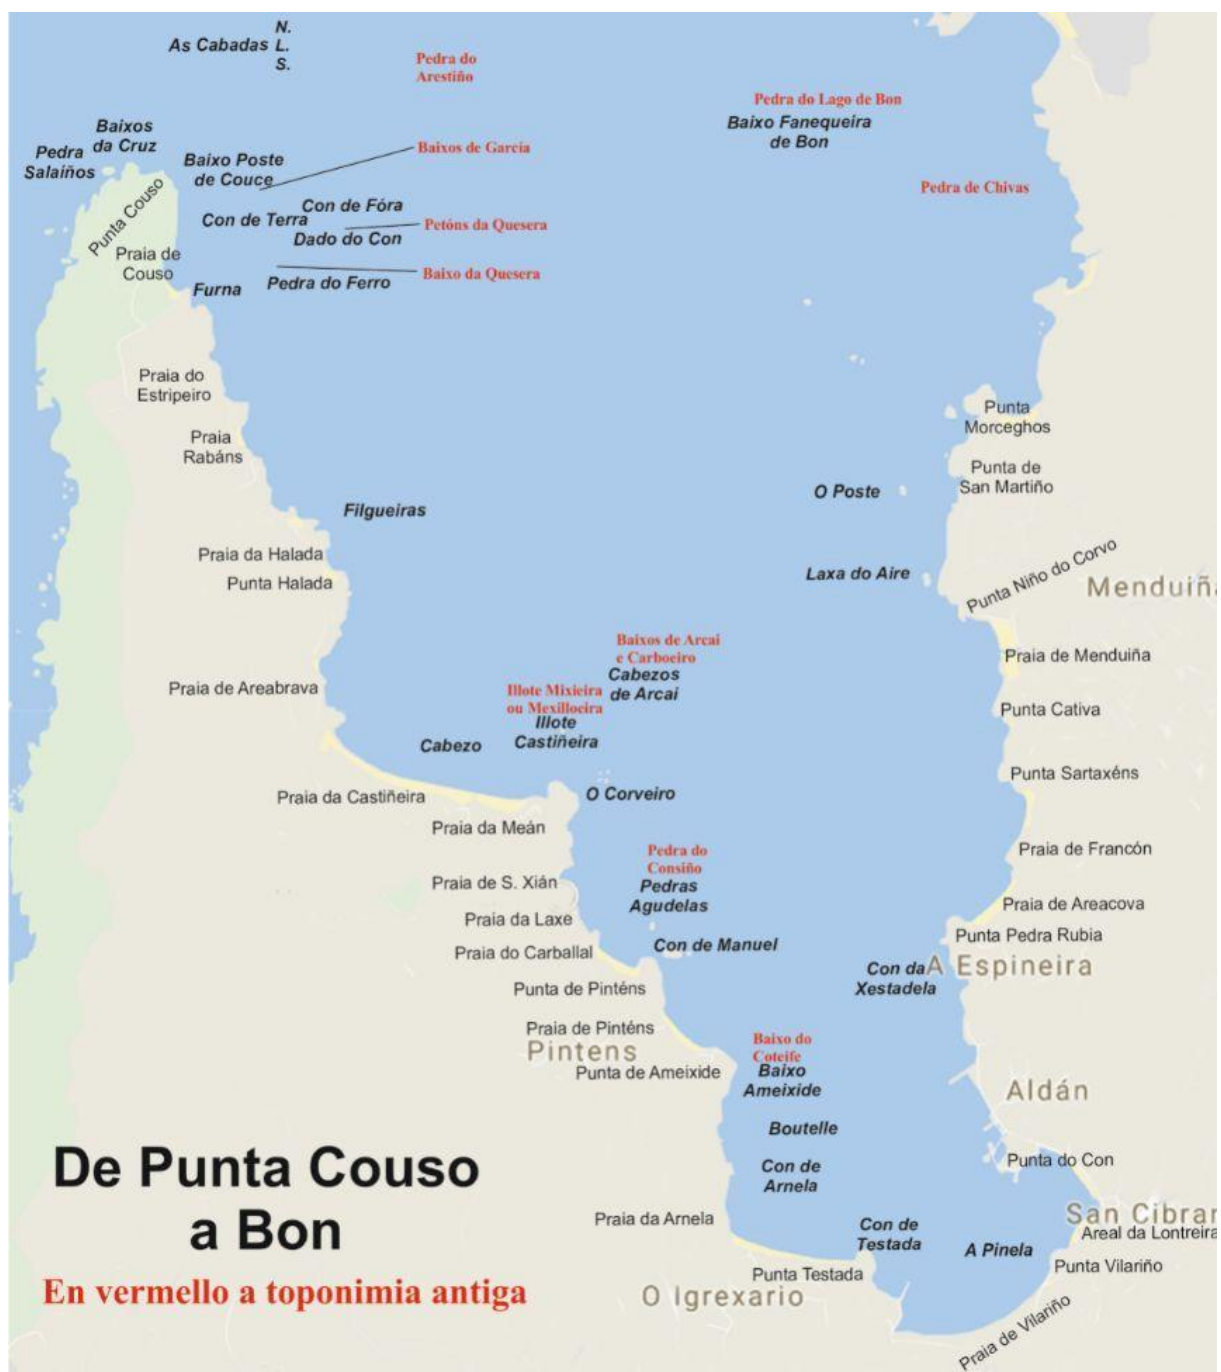 N.
As Cabadas L.
S.
Pedra do
Arestiño
Pedra do Lago de Bon
Baixo Fanequeira
de Bon
Baixos
da Cruz
Pedra
Salaiños
Baixo Poste
de Couce
Baixos de García
Pedra de Chivas
Punta Couso
Con de Fóra
Con de Terra
Dado do Con
Petóns da Quesera
Praia de
Couso
Baixo da Quesera
Furna
Pedra do Ferro
Praia do
Estripeiro
Punta
Morceghos
Praia
Rabáns
Punta de
San Martiño
O Poste
Filgueiras
Praia da Halada
Punta Halada
Laxa do Aire
Punta Niño do Corvo
Menduiña
Baixos de Arcai
e Carboeiro
Cabezos
de Arcai
Praia de Menduiña
Praia de Areabrava
Illote Mixieira
ou Mexilloeira
Illote
Castiñeira
Punta Cativa
Cabezo
Punta Sartaxéns
Praia da Castiñeira
O Corveiro
Praia da Meán
Pedra do
Consiño
Praia de Francón
Praia de S. Xián
Pedras
Agudelas
Praia de Areacova
Praia da Laxe
Con de Manuel
Punta Pedra Rubia
Praia do Carballal
A Espineira
Con da
Xestadela
Punta de Pinténs
Praia de Pinténs
Pintens
Baixo do
Coteife
Punta de Ameixide
Baixo
Ameixide
Aldán
Boutelle
De Punta Couso
a Bon
En vermello a toponimia antiga
Con de
Arnela
Punta do Con
Praia da Arnela
San Cibran
Areal da Lontreira
Con de
Testada
A Pinela
Punta Testada
Punta Vilariño
O Igrexario
Praia de Vilariño